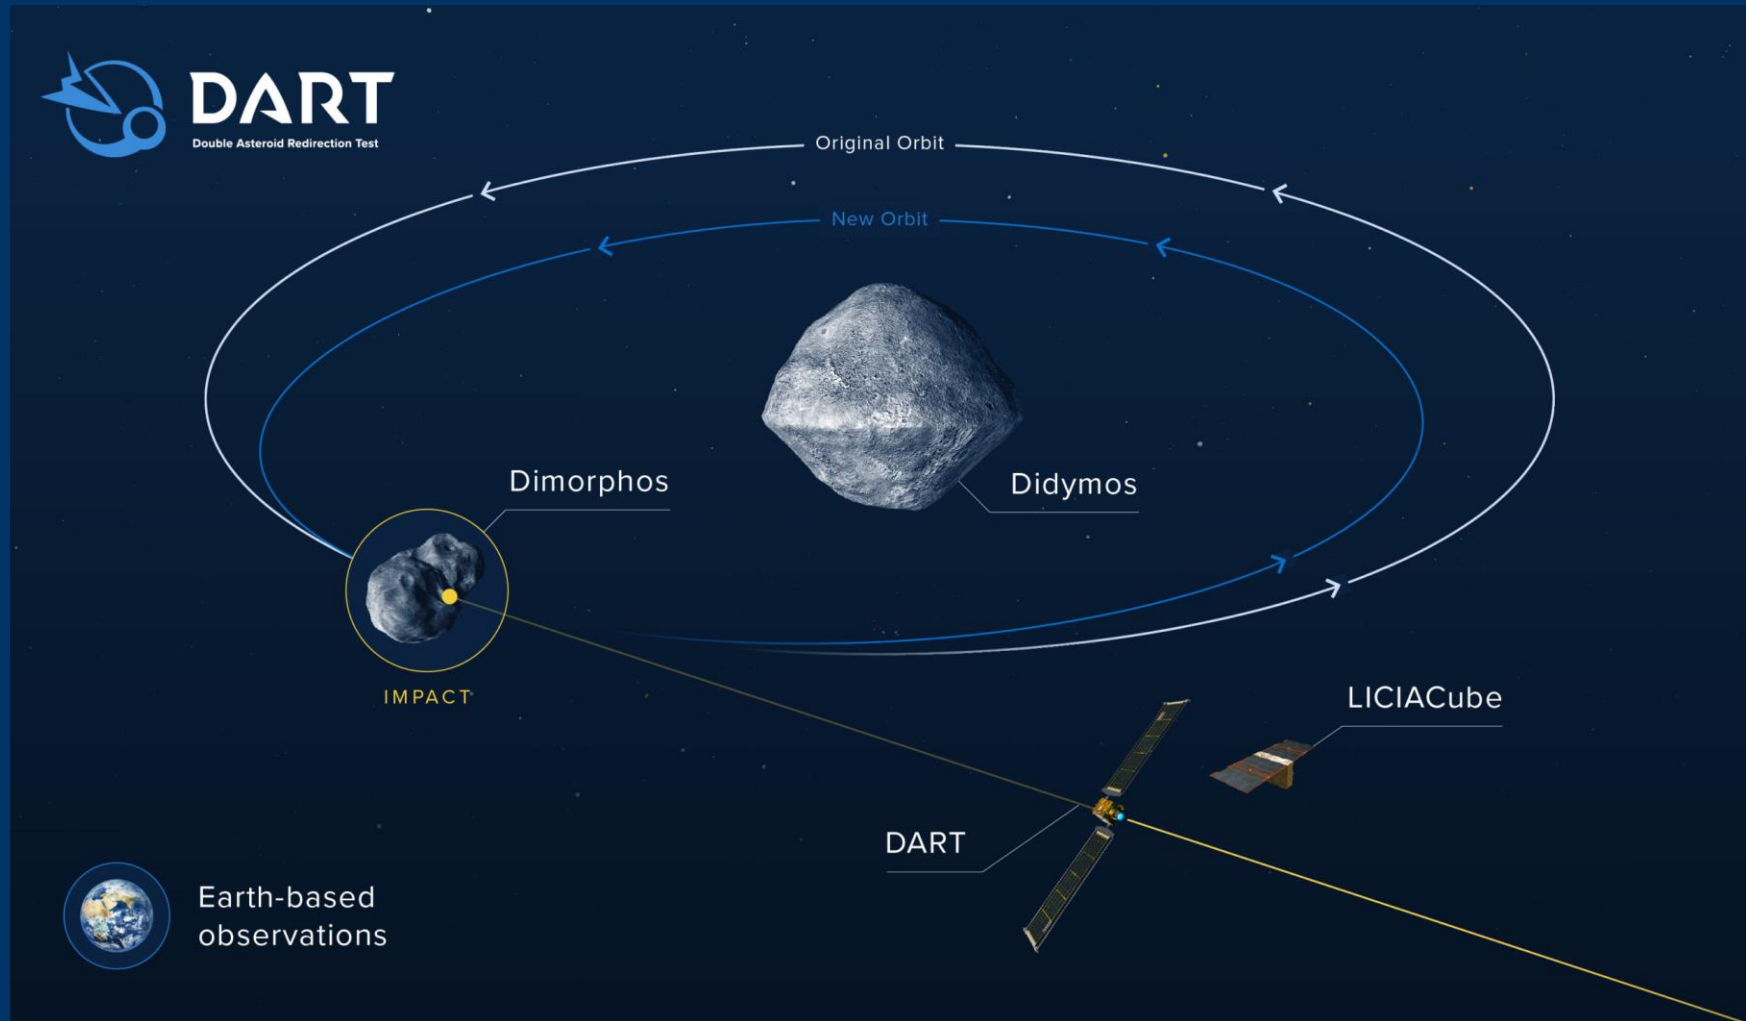 DART
Double Asteroid Redirection Test
Original Orbit
New Orbit
Dimorphos
Didymos
IMPACT
LICIACube
DART
Earth-based
observations